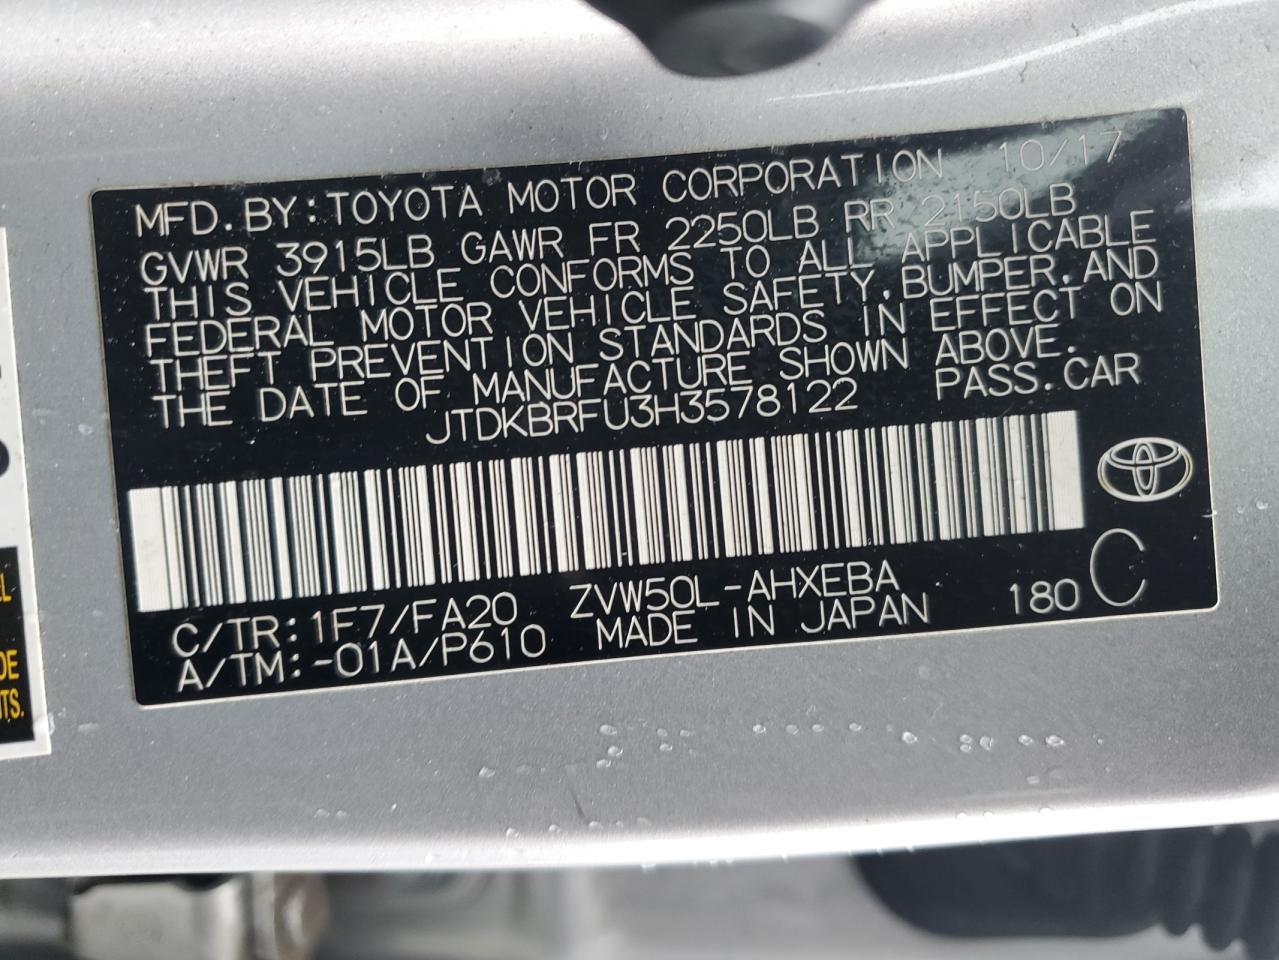 MFD.BY:TOYOTA MOTOR CORPORATION 10/17
GVWR 3915LB GAWR FR 2250LB RR 2150LB
THIS VEHICLE CONFORMS TO ALL APPLICABLE
FEDERAL MOTOR VEHICLE SAFETY,BUMPER,AND
THEFT PREVENTION STANDARDS IN EFFECT ON
THE DATE OF MANUFACTURE SHOWN ABOVE.
JTDKBRFU3H3578122 PASS.CAR
C/TR:1F7/FA20 ZVW50L-AHXEBA
A/TM:-01A/P610 MADE IN JAPAN 180 C